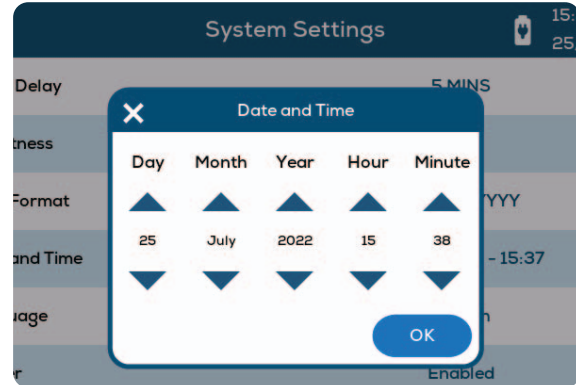 System Settings
15:
25
Delay
5 MINS
Date and Time
tness
Day Month Year Hour Minute
Format
YYYY
25 July 2022 15 38
and Time
- 15:37
uage
OK
r
Enabled